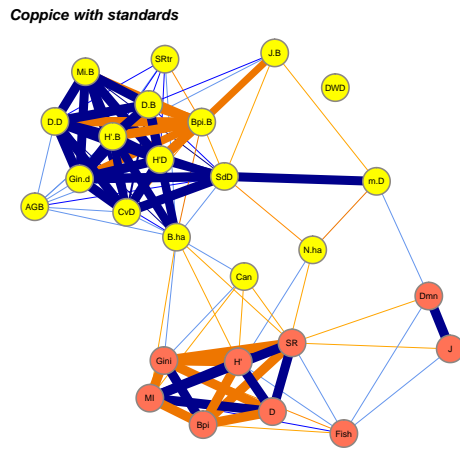 Coppice with standards
SRtr
J.B
Mi.B
DWD
D.B
D.D
Bpi.B
H'.B
H'D
Gin.d
SdD
m.D
AGB
CvD
B.ha
N.ha
Can
Dmn
SR
J
Gini
H'
MI
D
Bpi
Fish